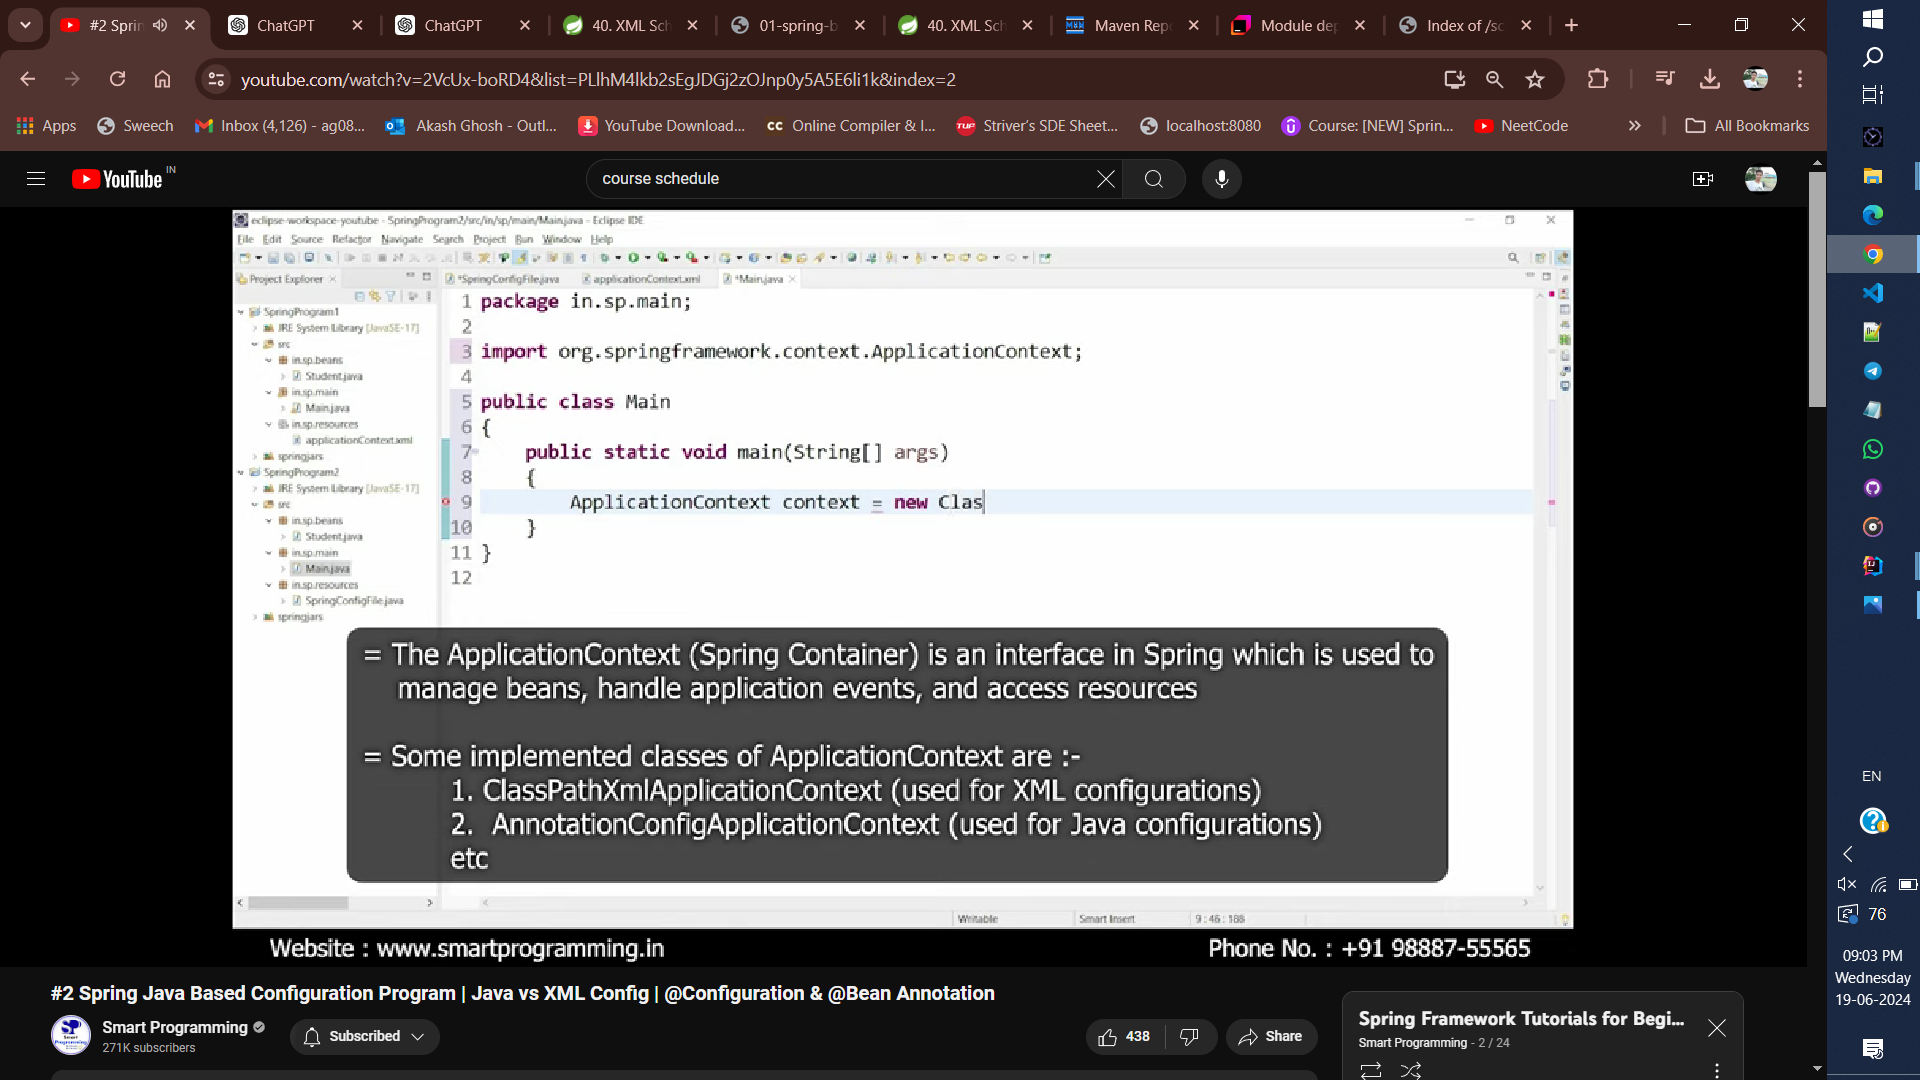 #2 Sprin
ChatGPT
ChatGPT
40. XML Sch
01-spring-b
40. XML Sch
Maven Rep
Module dep
Index of /sc
youtube.com/watch?v=2VcUx-boRD4&list=PLlhM4lkb2sEgJDGj2zOJnp0y5A5E6li1k&index=2
Apps
Sweech
Inbox (4,126) - ag08...
Akash Ghosh - Outl...
YouTube Download...
Online Compiler & I...
Striver's SDE Sheet...
localhost:8080
Course: [NEW] Sprin...
NeetCode
All Bookmarks
YouTube IN
course schedule
eclipse-workspace-youtube - SpringProgram2/src/in/sp/main/Main.java - Eclipse IDE
File Edit Source Refactor Navigate Search Project Run Window Help
Project Explorer
*SpringConfigFile.java
applicationContext.xml
*Main.java
SpringProgram1
JRE System Library [JavaSE-17]
src
in.sp.beans
Student.java
in.sp.main
Main.java
in.sp.resources
applicationContext.xml
springjars
SpringProgram2
JRE System Library [JavaSE-17]
src
in.sp.beans
Student.java
in.sp.main
Main.java
in.sp.resources
SpringConfigFile.java
springjars
1 package in.sp.main;
2
3 import org.springframework.context.ApplicationContext;
4
5 public class Main
6 {
7 public static void main(String[] args)
8 {
9 ApplicationContext context = new Clas
10 }
11 }
12
= The ApplicationContext (Spring Container) is an interface in Spring which is used to
manage beans, handle application events, and access resources
= Some implemented classes of ApplicationContext are :-
1. ClassPathXmlApplicationContext (used for XML configurations)
2. AnnotationConfigApplicationContext (used for Java configurations)
etc
Writable
Smart Insert
9 : 46 : 188
Website : www.smartprogramming.in
Phone No. : +91 98887-55565
#2 Spring Java Based Configuration Program | Java vs XML Config | @Configuration & @Bean Annotation
Smart Programming
271K subscribers
Subscribed
438
Share
Spring Framework Tutorials for Begi...
Smart Programming - 2 / 24
EN
76
09:03 PM
Wednesday
19-06-2024